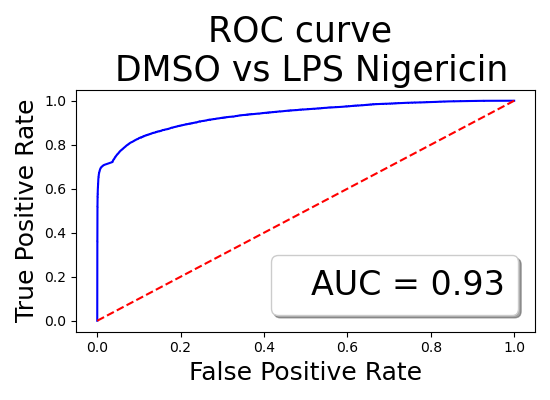 ROC curve
DMSO vs LPS Nigericin
True Positive Rate
1.0
0.8
0.6
0.4
0.2
0.0
AUC = 0.93
0.0 0.2 0.4 0.6 0.8 1.0
False Positive Rate